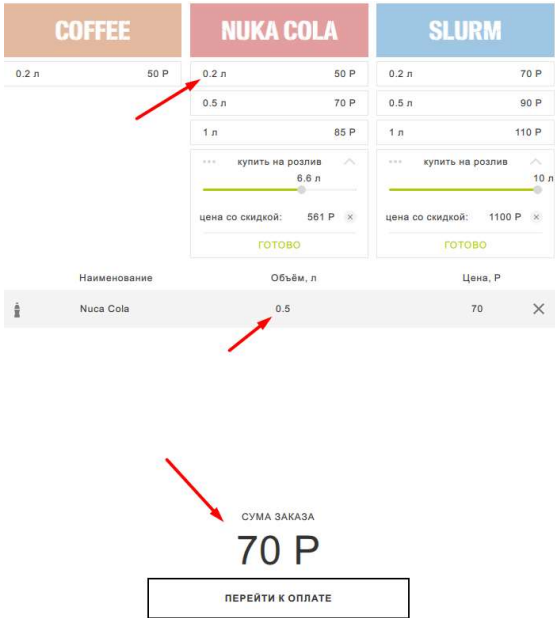 COFFEE NUKA COLA SLURM
0.2 л 50 Р 0.2 л 50 Р 0.2 л 70 Р
0.5 л 70 Р 0.5 л 90 Р
1 л 85 Р 1 л 110 Р
купить на розлив купить на розлив
6.6 л 10 л
цена со скидкой: 561 Р цена со скидкой: 1100 Р
ГОТОВО ГОТОВО
Наименование Объём, л Цена, Р
Nuca Cola 0.5 70
СУМА ЗАКАЗА
70 Р
ПЕРЕЙТИ К ОПЛАТЕ